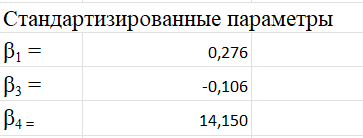 Стандартизированные параметры
β₁ = 0,276
β₃ = -0,106
β₄ = 14,150